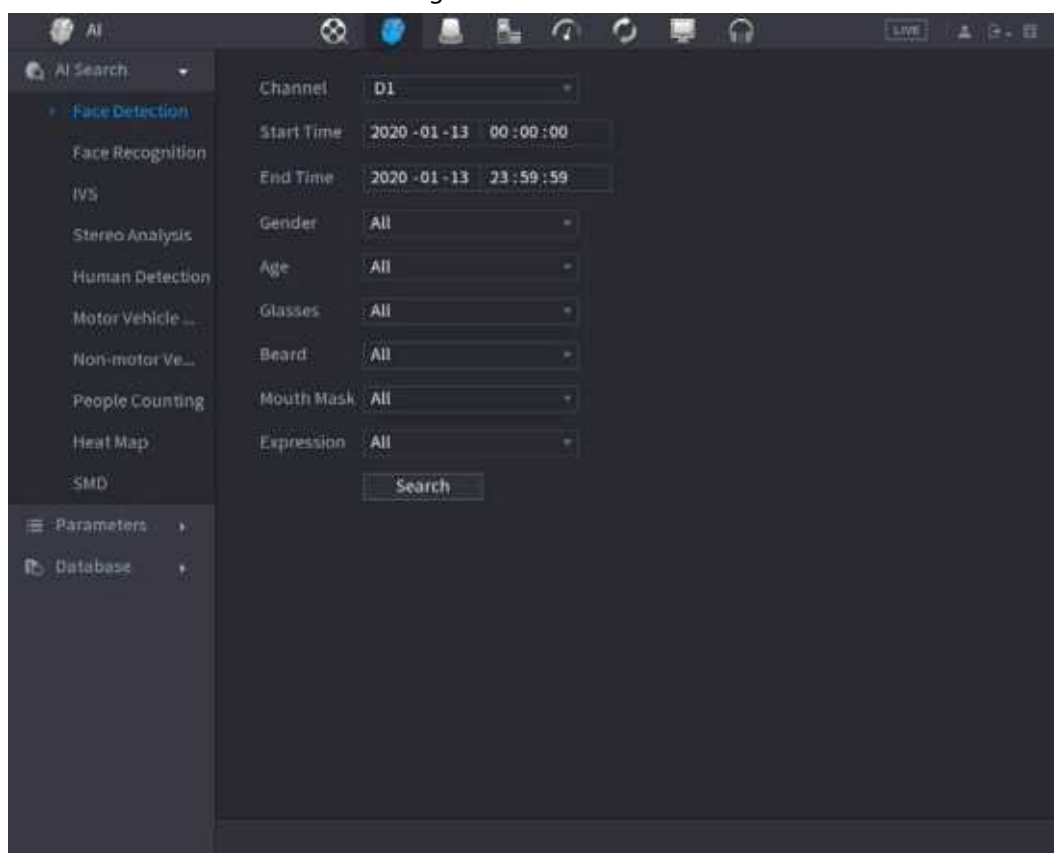 AI
LIVE
AI Search
Face Detection
Face Recognition
IVS
Stereo Analysis
Human Detection
Motor Vehicle ...
Non-motor Ve...
People Counting
Heat Map
SMD
Parameters
Database
Channel D1
Start Time 2020 -01 -13 00 :00 :00
End Time 2020 -01 -13 23 :59 :59
Gender All
Age All
Glasses All
Beard All
Mouth Mask All
Expression All
Search